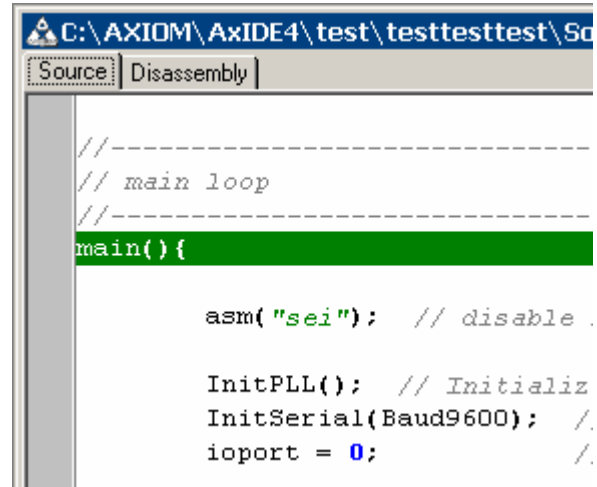 C:\AXIOM\AxIDE4\test\testtesttest\So
Source Disassembly
//------------------------------
// main loop
//------------------------------
main(){
asm("sei"); // disable
InitPLL(); // Initializ
InitSerial(Baud9600); /
ioport = 0; /